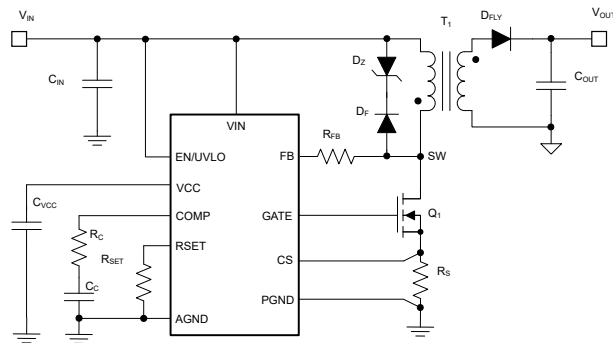 VIN
VOUT
T1
DFLY
DZ
CIN
COUT
DF
VIN
RFB
EN/UVLO
FB
SW
VCC
CVCC
COMP
GATE
Q1
RC
RSET
RSET
CS
RS
CC
PGND
AGND